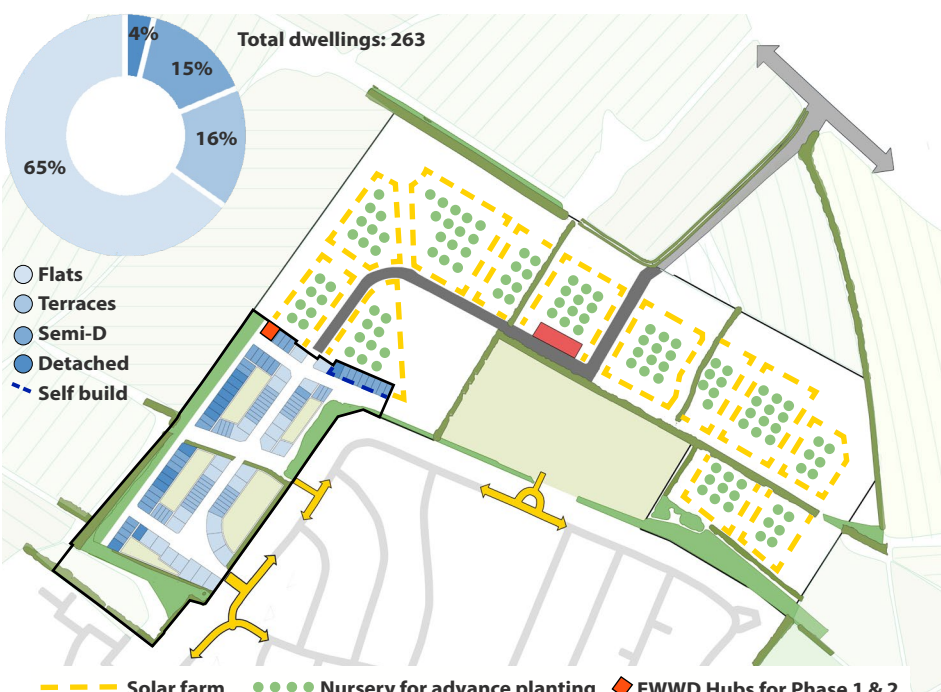 4%
Total dwellings: 263
15%
16%
65%
Flats
Terraces
Semi-D
Detached
Self build
Solar farm
Nursery for advance planting
EWWD Hubs for Phase 1 & 2